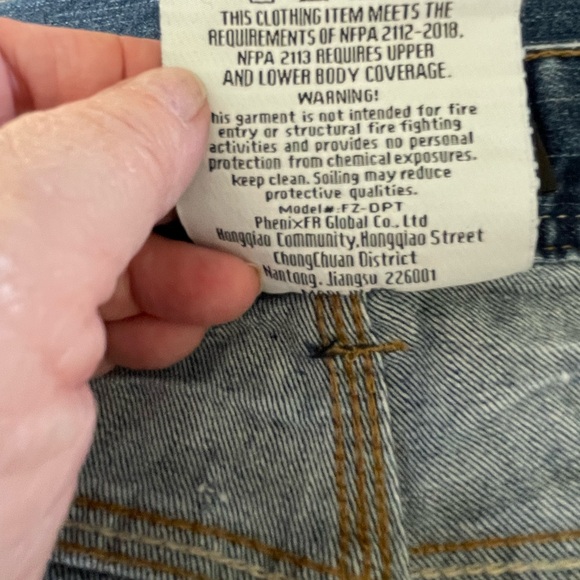 THIS CLOTHING ITEM MEETS THE
REQUIREMENTS OF NFPA 2112-2018.
NFPA 2113 REQUIRES UPPER
AND LOWER BODY COVERAGE.
WARNING!
his garment is not intended for fire
entry or structural fire fighting
activities and provides no personal
protection from chemical exposures.
keep clean. Soiling may reduce
protective qualities.
Model#:FZ-DPT
PhenixFR Global Co., Ltd
Hongqiao Community,Hongqiao Street
ChongChuan District
Nantong. Jiangsu 226001